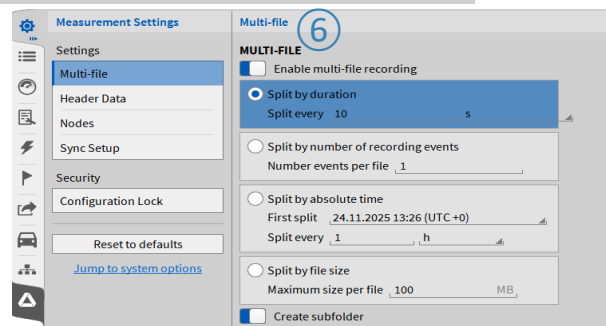 Measurement Settings
Settings
Multi-file
Header Data
Nodes
Sync Setup
Security
Configuration Lock
Reset to defaults
Jump to system options
Multi-file
6
MULTI-FILE
Enable multi-file recording
Split by duration
Split every 10 s
Split by number of recording events
Number events per file 1
Split by absolute time
First split 24.11.2025 13:26 (UTC +0)
Split every 1 h
Split by file size
Maximum size per file 100 MB
Create subfolder